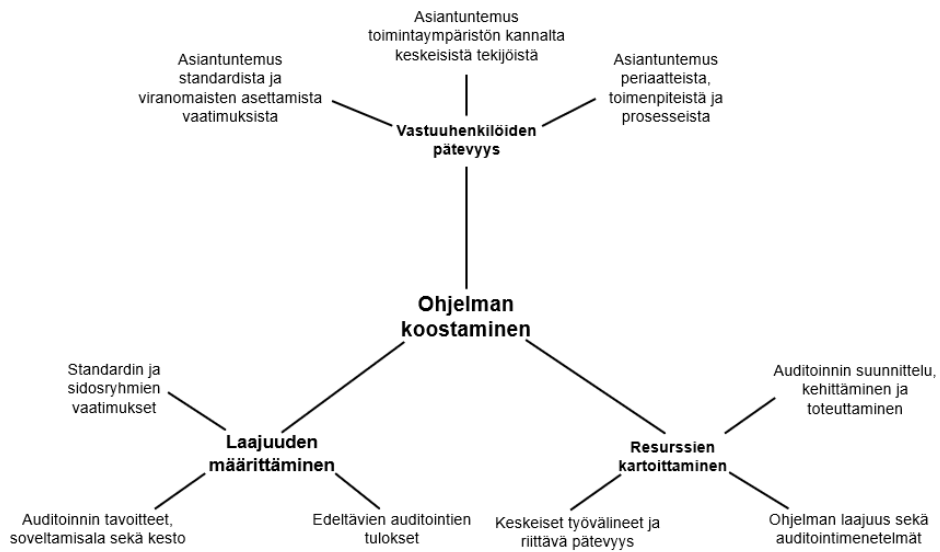 Asiantuntemus
toimintaympäristön kannalta
keskeisistä tekijöistä
Asiantuntemus
standardista ja
viranomaisten asettamista
vaatimuksista
Asiantuntemus
periaatteista,
toimenpiteistä ja
prosesseista
Vastuuhenkilöiden
pätevyys
Ohjelman
koostaminen
Standardin ja
sidosryhmien
vaatimukset
Auditoinnin suunnittelu,
kehittäminen ja
toteuttaminen
Laajuuden
määrittäminen
Resurssien
kartoittaminen
Auditoinnin tavoitteet,
soveltamisala sekä kesto
Edeltävien auditointien
tulokset
Keskeiset työvälineet ja
riittävä pätevyys
Ohjelman laajuus sekä
auditointimenetelmät